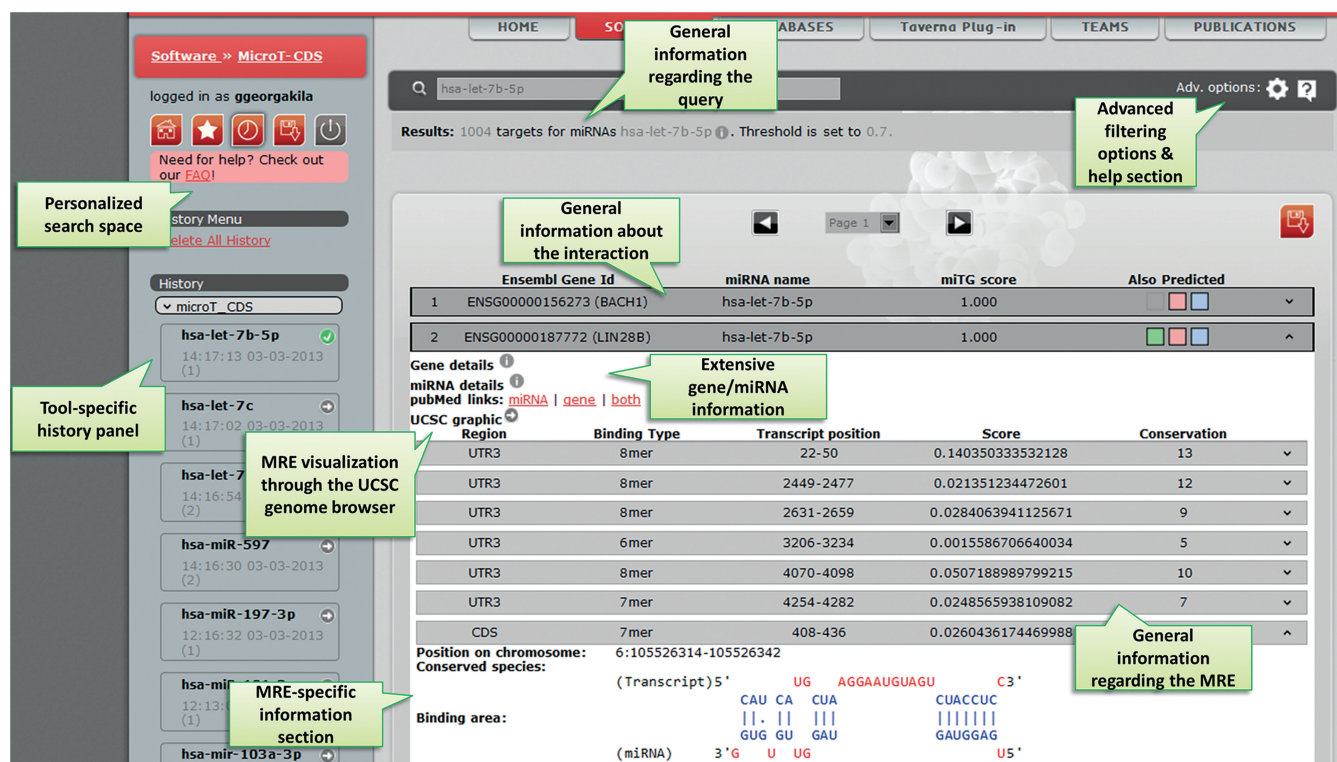 HOME
SO
ABASES
Taverna Plug-in
TEAMS
PUBLICATIONS
General
information
regarding the
query
Software » MicroT-CDS
logged in as ggeorgakila
Need for help? Check out
our FAQ!
hsa-let-7b-5p
Adv. options:
Results: 1004 targets for miRNAs hsa-let-7b-5p. Threshold is set to 0.7.
Advanced
filtering
options &
help section
Personalized
search space
story Menu
elete All History
History
microT_CDS
hsa-let-7b-5p
14:17:13 03-03-2013
(1)
hsa-let-7c
14:17:02 03-03-2013
(1)
hsa-let-7
14:16:54
(2)
hsa-miR-597
14:16:30 03-03-2013
(2)
hsa-miR-197-3p
12:16:32 03-03-2013
(1)
hsa-mi
12:13:
(1)
hsa-mir-103a-3p
Tool-specific
history panel
General
information about
the interaction
Page 1
Ensembl Gene Id miRNA name miTG score Also Predicted
1 ENSG00000156273 (BACH1) hsa-let-7b-5p 1.000
2 ENSG00000187772 (LIN28B) hsa-let-7b-5p 1.000
Gene details
miRNA details
pubMed links: miRNA | gene | both
UCSC graphic
Extensive
gene/miRNA
information
MRE visualization
through the UCSC
genome browser
Region Binding Type Transcript position Score Conservation
UTR3 8mer 22-50 0.140350333532128 13
UTR3 8mer 2449-2477 0.021351234472601 12
UTR3 8mer 2631-2659 0.0284063941125671 9
UTR3 6mer 3206-3234 0.0015586706640034 5
UTR3 8mer 4070-4098 0.0507188989799215 10
UTR3 7mer 4254-4282 0.0248565938109082 7
CDS 7mer 408-436 0.0260436174469988
General
information
regarding the MRE
Position on chromosome: 6:105526314-105526342
Conserved species:
MRE-specific
information
section
(Transcript)5' UG AGGAAUGUAGU C3'
CAU CA CUA CUACCUC
Binding area: ||. || ||| |||||||
GUG GU GAU GAUGGAG
(miRNA) 3'G U UG U5'